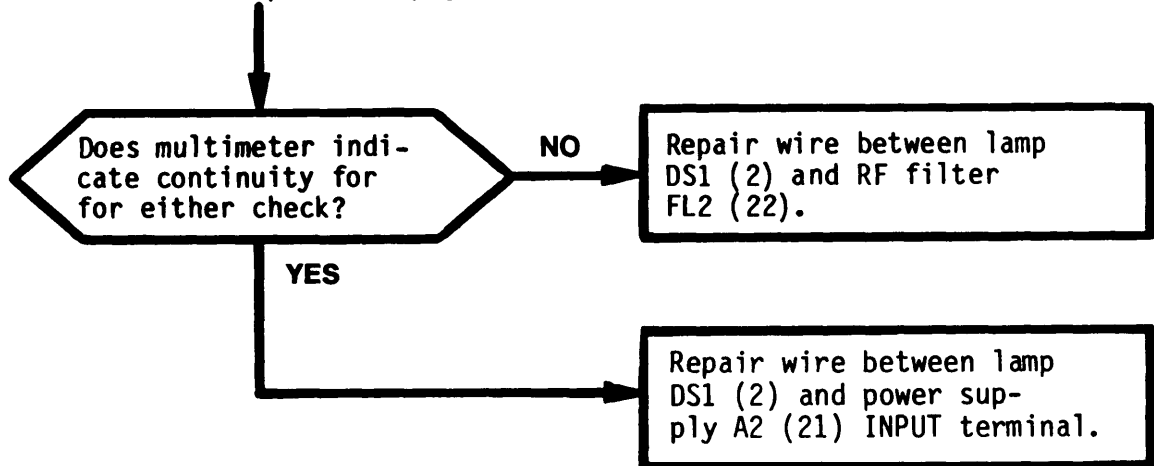 Does multimeter indi-
cate continuity for
for either check?
NO
Repair wire between lamp
DS1 (2) and RF filter
FL2 (22).
YES
Repair wire between lamp
DS1 (2) and power sup-
ply A2 (21) INPUT terminal.